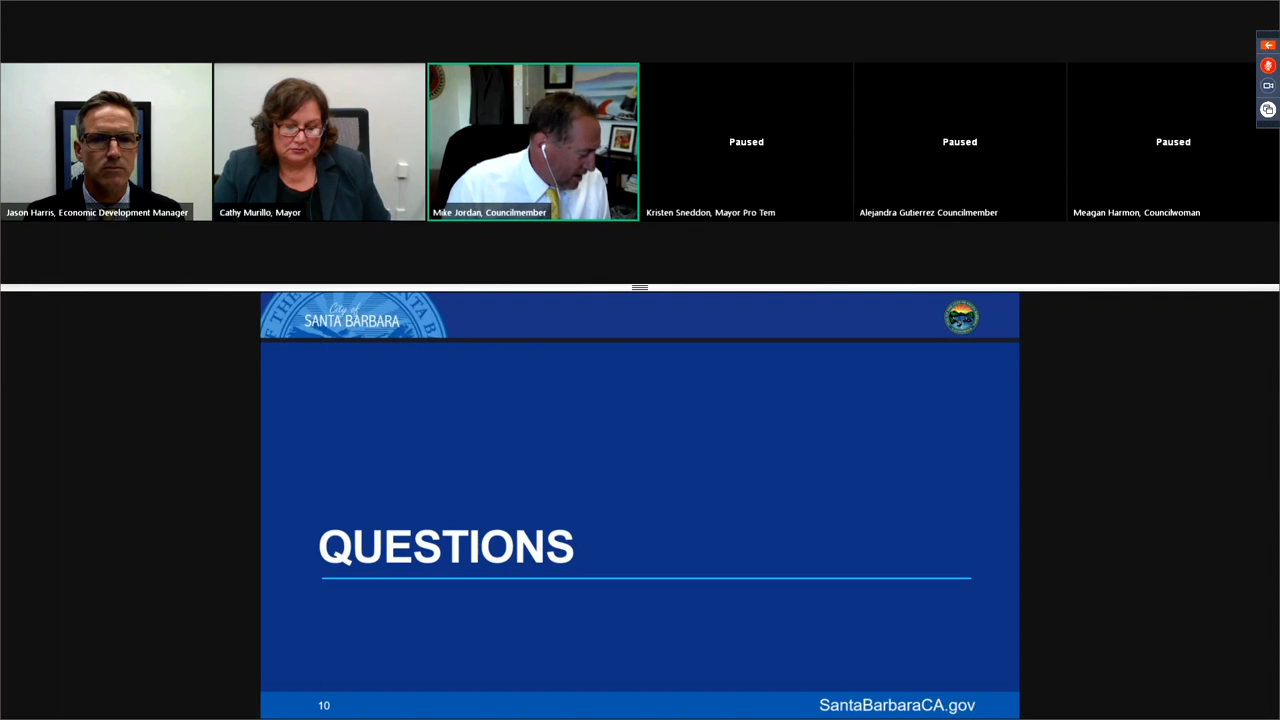 Paused
Paused
Paused
Jason Harris, Economic Development Manager
Cathy Murillo, Mayor
Mike Jordan, Councilmember
Kristen Sneddon, Mayor Pro Tem
Alejandra Gutierrez Councilmember
Meagan Harmon, Councilwoman
City of
SANTA BARBARA
QUESTIONS
10
SantaBarbaraCA.gov